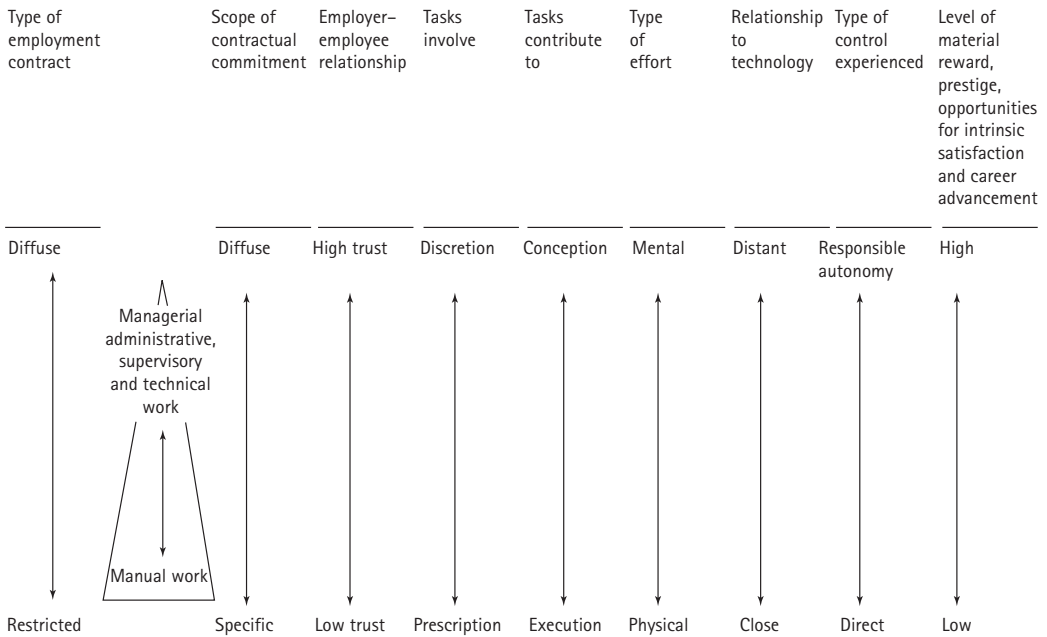 Type of
employment
contract
Scope of
contractual
commitment
Employer–
employee
relationship
Tasks
involve
Tasks
contribute
to
Type
of
effort
Relationship
to
technology
Type of
control
experienced
Level of
material
reward,
prestige,
opportunities
for intrinsic
satisfaction
and career
advancement
Diffuse
Diffuse
High trust
Discretion
Conception
Mental
Distant
Responsible
autonomy
High
Managerial
administrative,
supervisory
and technical
work
Manual work
Restricted
Specific
Low trust
Prescription
Execution
Physical
Close
Direct
Low